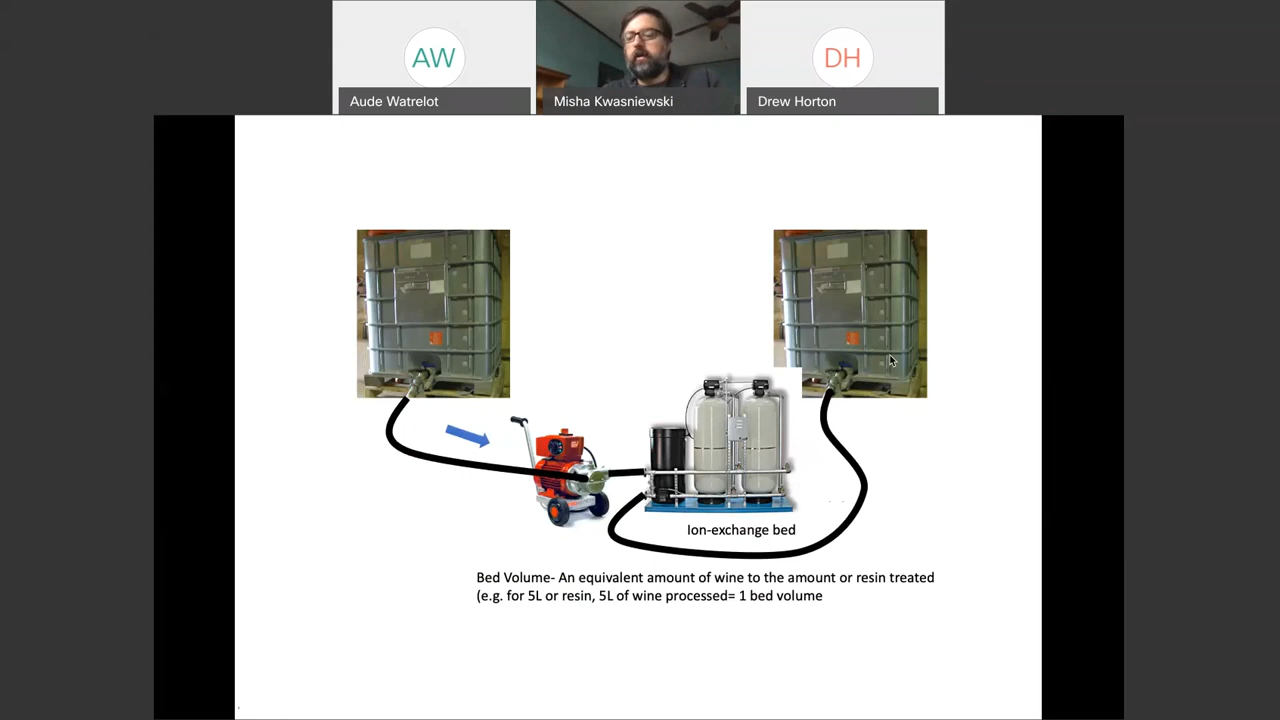 AW
DH
Aude Watrelot
Misha Kwasniewski
Drew Horton
Ion-exchange bed
Bed Volume- An equivalent amount of wine to the amount or resin treated
(e.g. for 5L or resin, 5L of wine processed= 1 bed volume